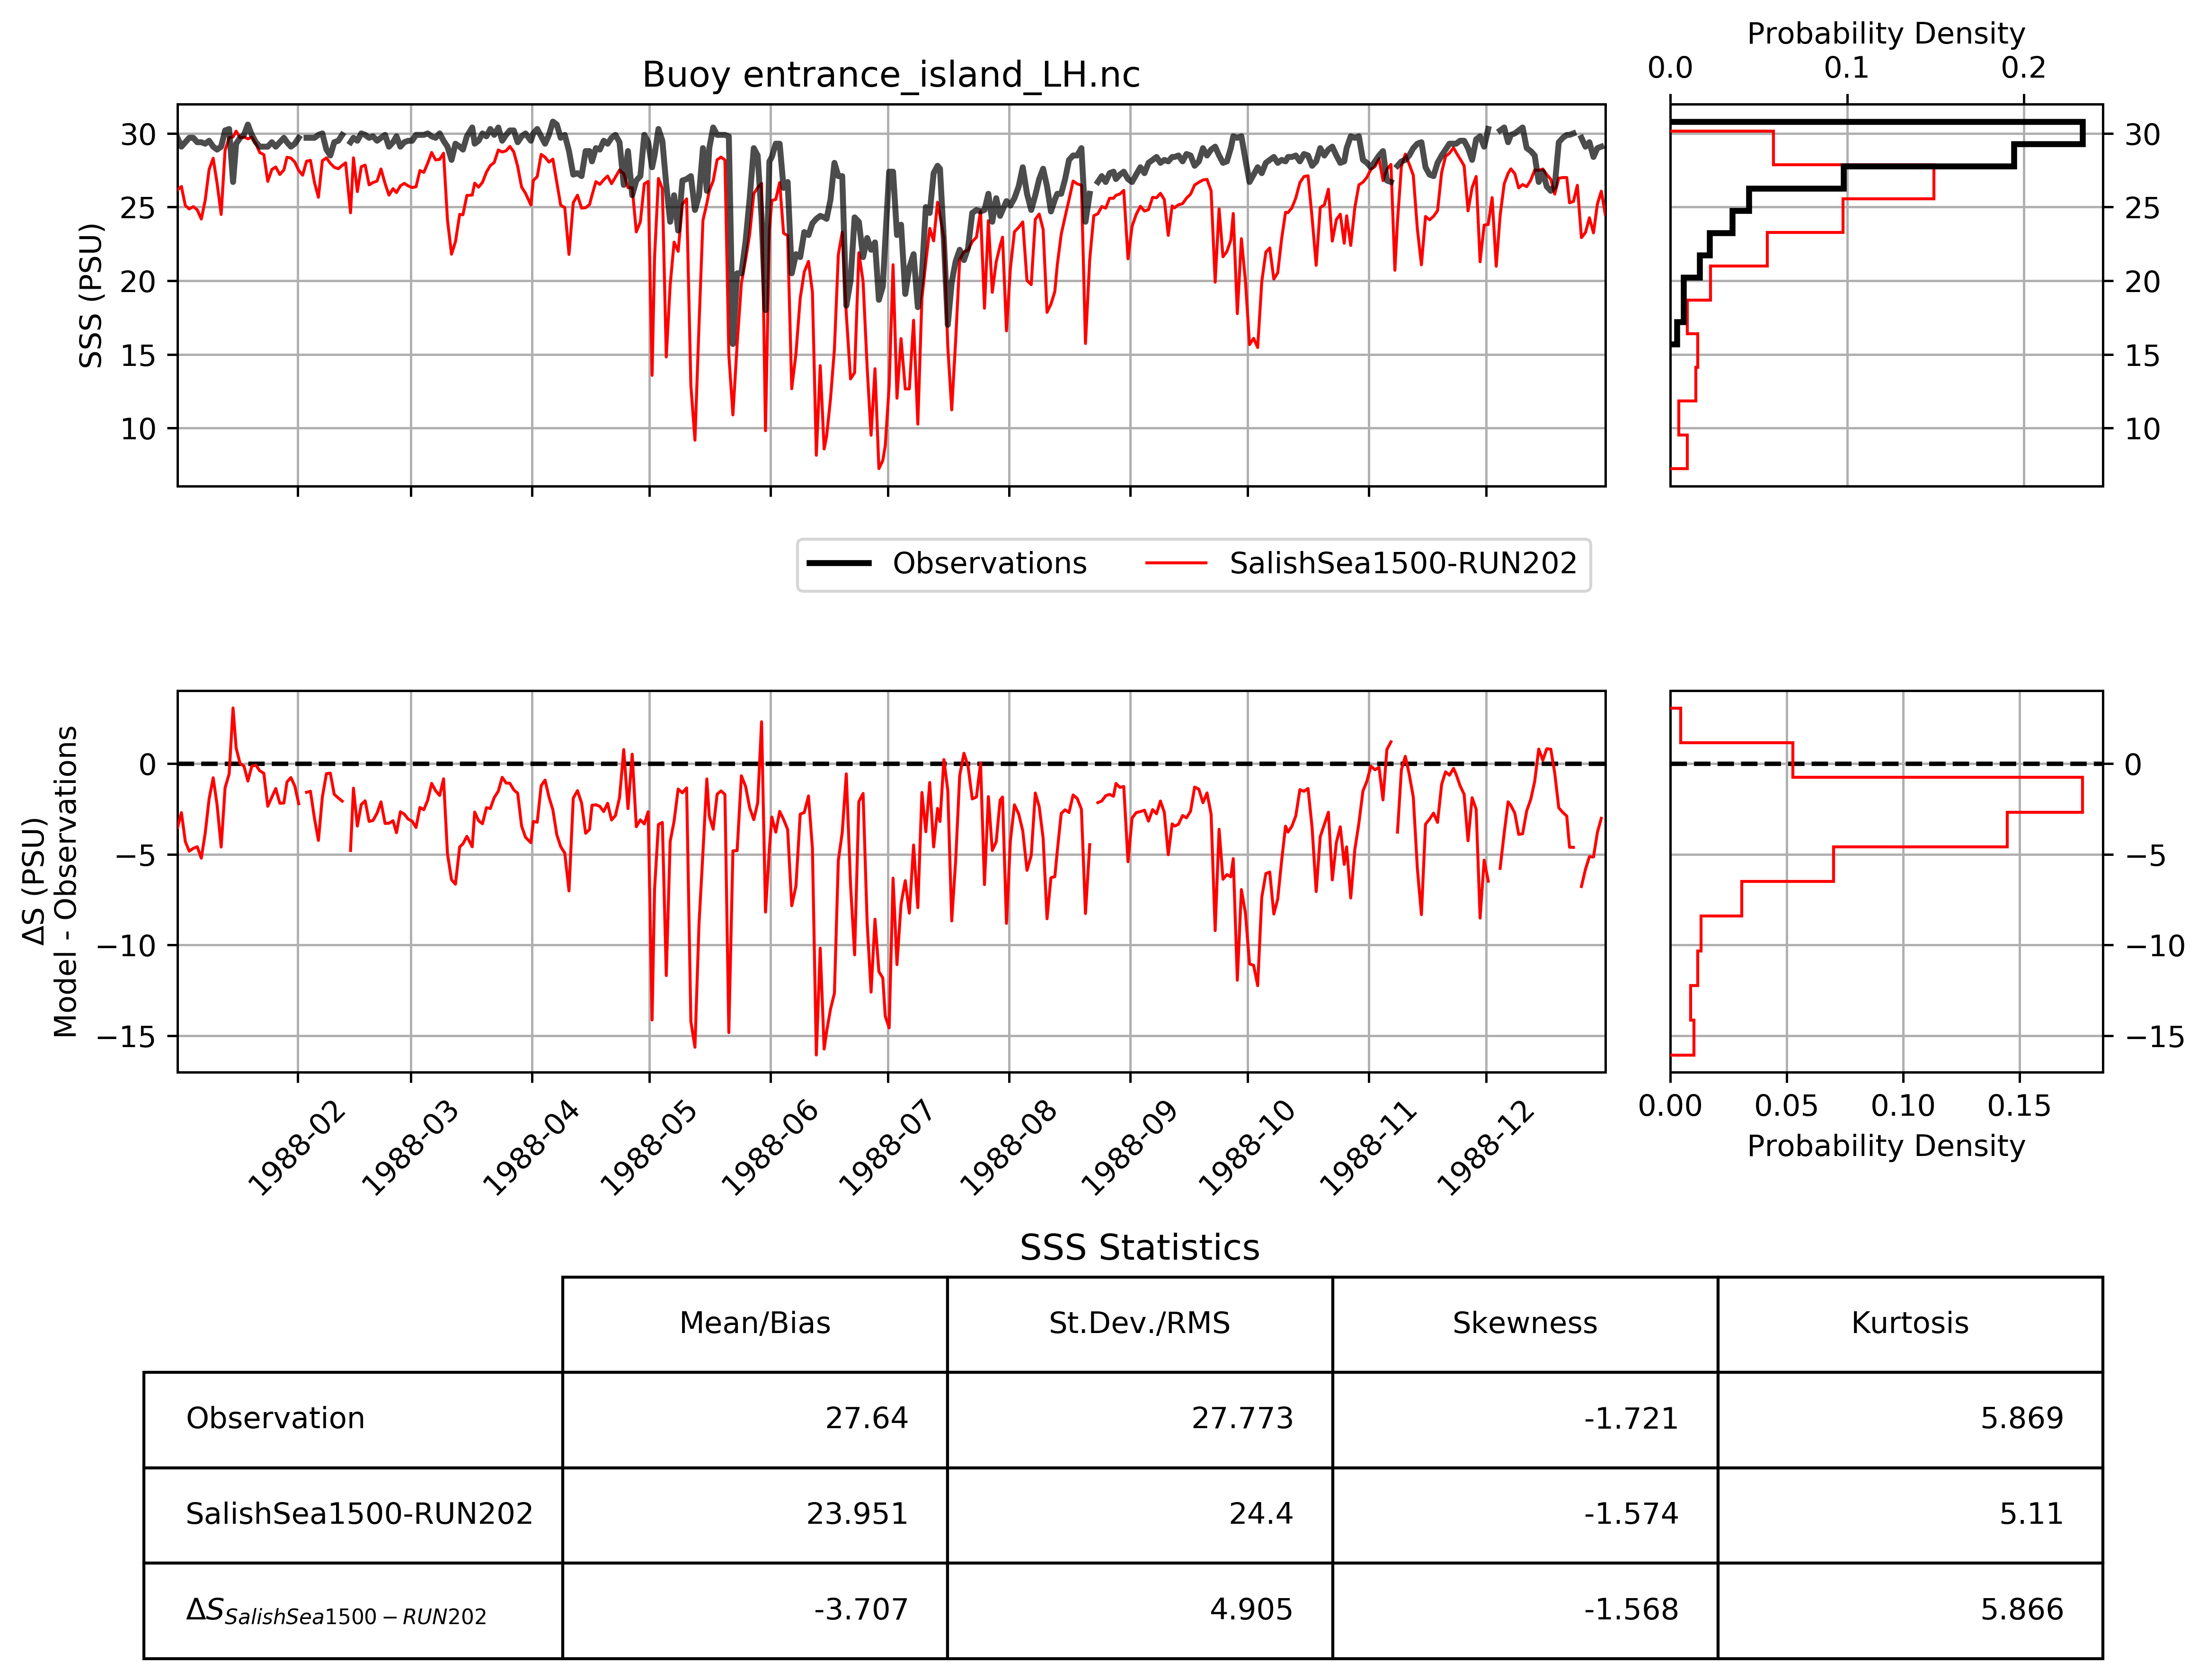 Probability Density
0.0 0.1 0.2
Buoy entrance_island_LH.nc
SSS (PSU)
30
25
20
15
10
30
25
20
15
10
Observations SalishSea1500-RUN202
ΔS (PSU)
Model - Observations
0
−5
−10
−15
0
−5
−10
−15
1988-02 1988-03 1988-04 1988-05 1988-06 1988-07 1988-08 1988-09 1988-10 1988-11 1988-12
0.00 0.05 0.10 0.15
Probability Density
SSS Statistics
Mean/Bias St.Dev./RMS Skewness Kurtosis
Observation 27.64 27.773 -1.721 5.869
SalishSea1500-RUN202 23.951 24.4 -1.574 5.11
ΔS SalishSea1500−RUN202 -3.707 4.905 -1.568 5.866